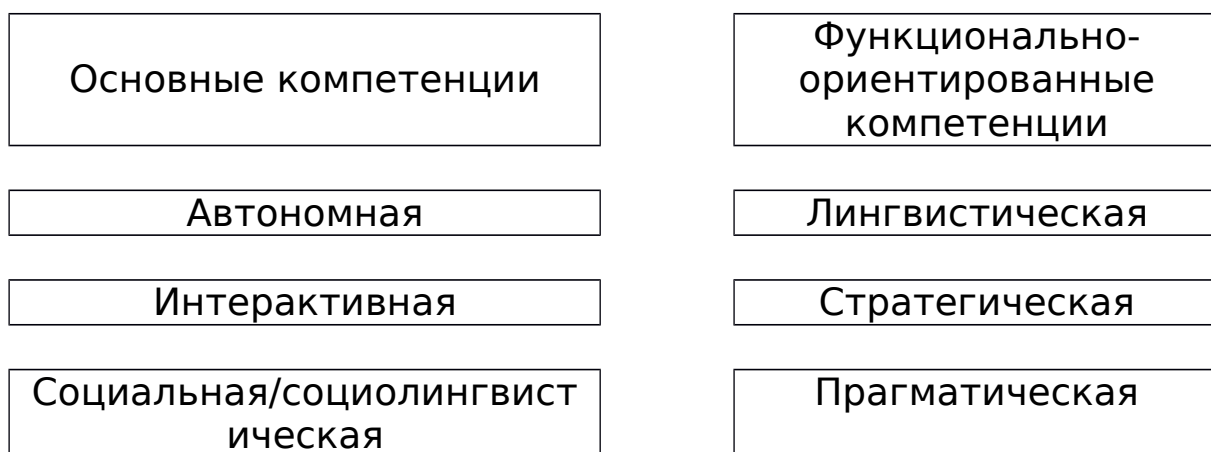 Основные компетенции
Функционально-
ориентированные
компетенции
Автономная
Лингвистическая
Интерактивная
Стратегическая
Социальная/социолингвист
ическая
Прагматическая